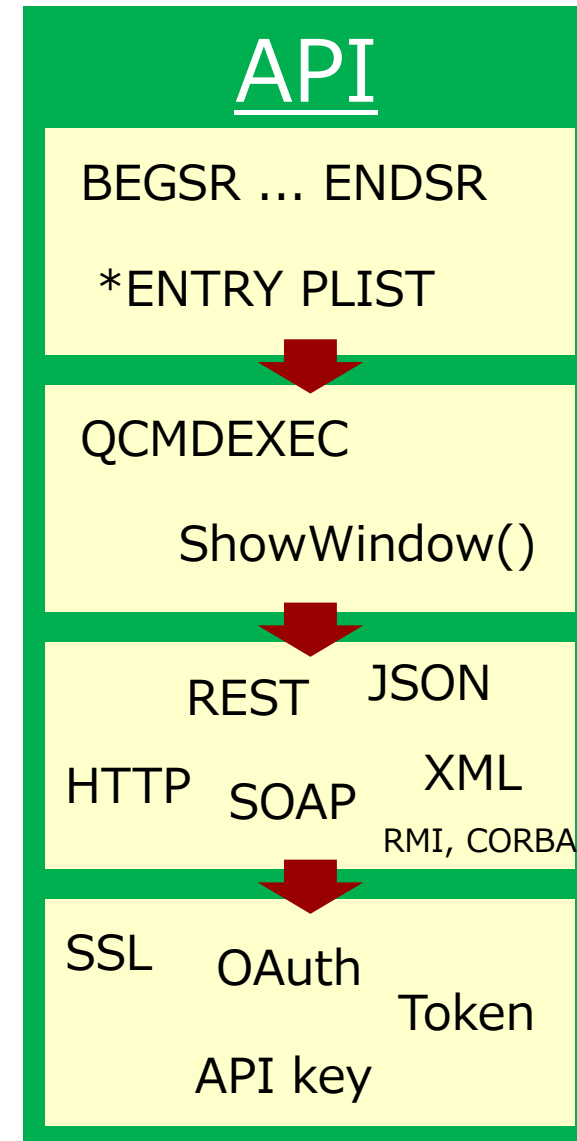 API
BEGSR ... ENDSR
*ENTRY PLIST
QCMDEXEC
ShowWindow()
REST
JSON
HTTP
SOAP
XML
RMI, CORBA
SSL
OAuth
Token
API key